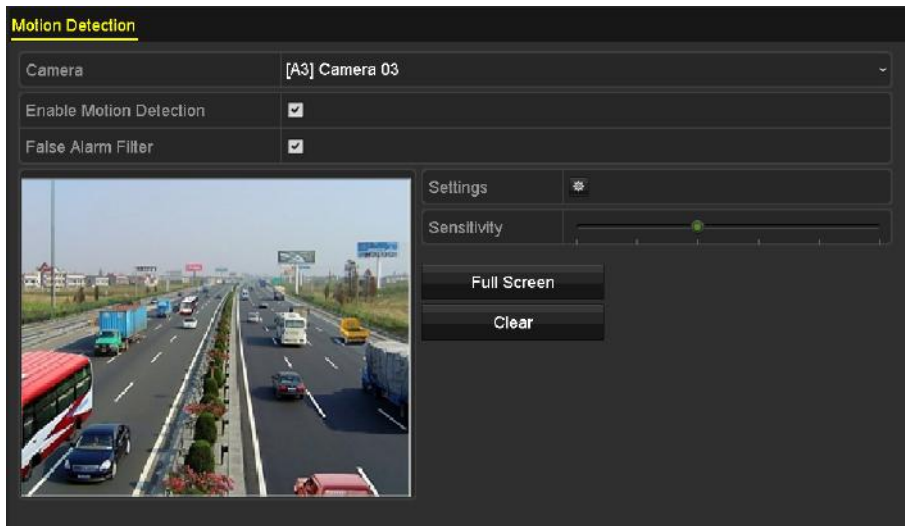 Motion Detection
Camera [A3] Camera 03
Enable Motion Detection
False Alarm Filter
Settings
Sensitivity
Full Screen
Clear